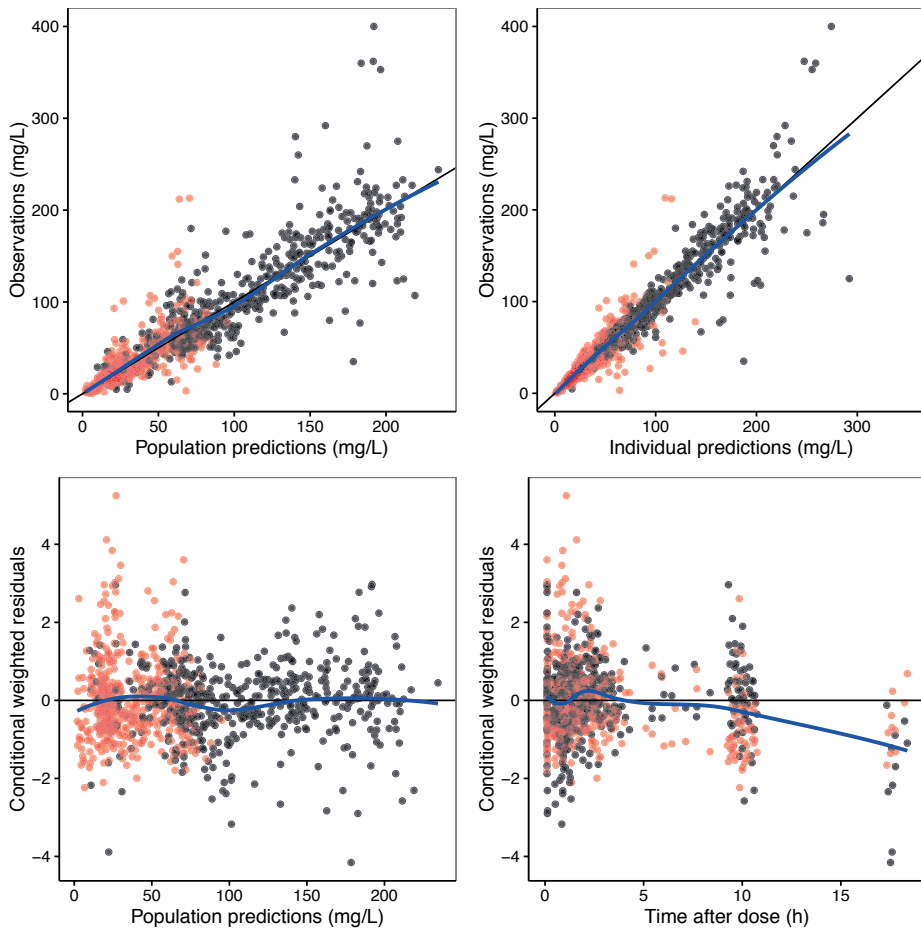 400
300
200
100
0
Observations (mg/L)
0 50 100 150 200
Population predictions (mg/L)
400
300
200
100
0
Observations (mg/L)
0 100 200 300
Individual predictions (mg/L)
4
2
0
−2
−4
Conditional weighted residuals
0 50 100 150 200
Population predictions (mg/L)
4
2
0
−2
−4
Conditional weighted residuals
0 5 10 15
Time after dose (h)